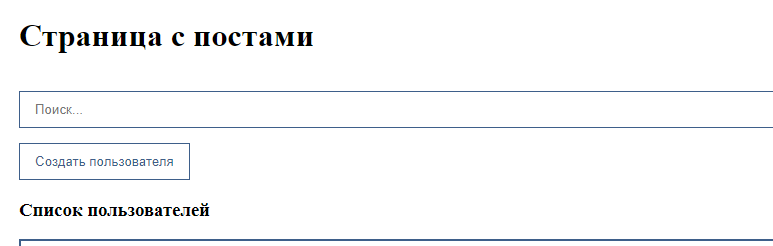 Страница с постами
Поиск...
Создать пользователя
Список пользователей